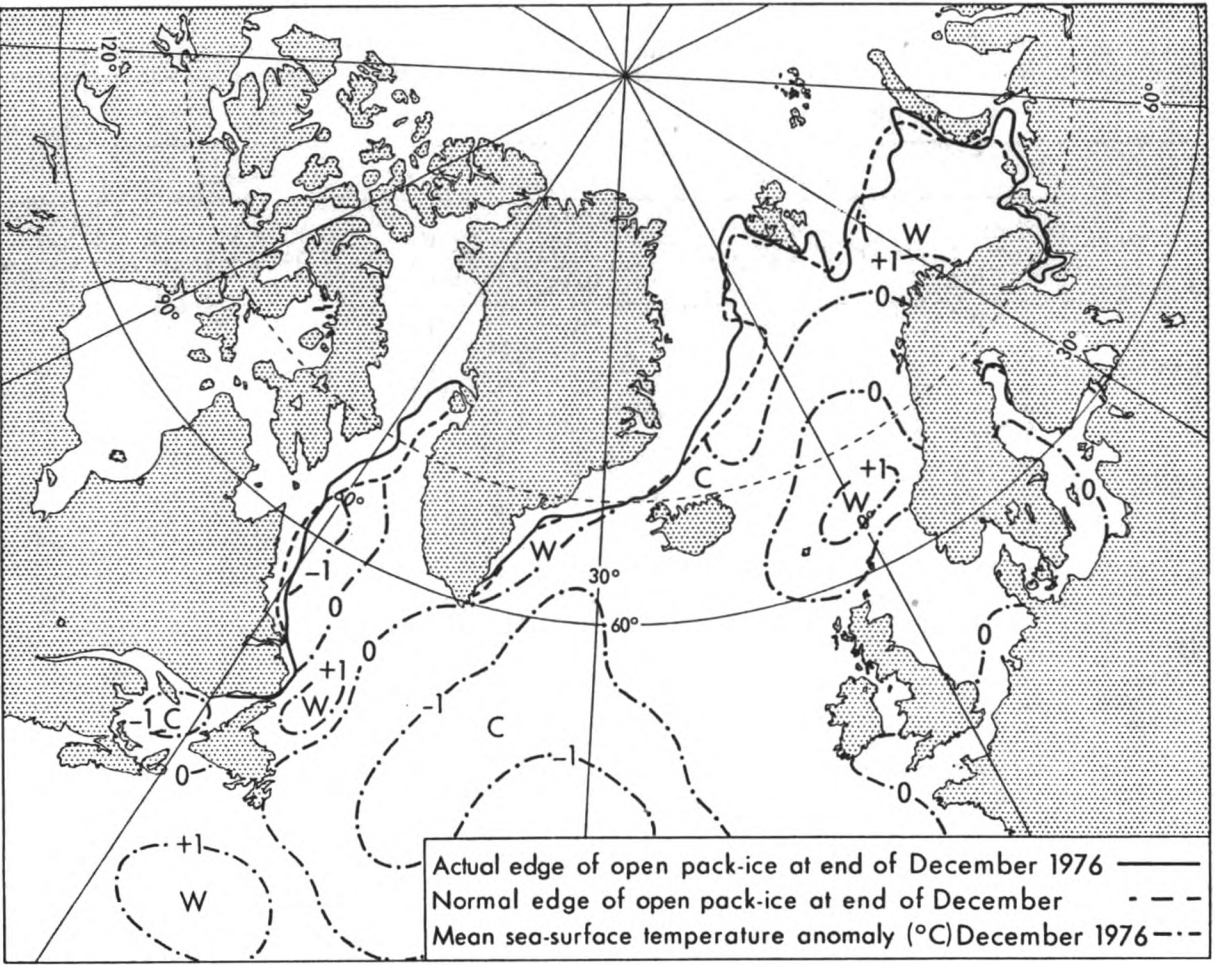 120°
60°
90°
W
+1
0
30°
0
C
+1
W
0°
0
W
-1
30°
0
60°
0
0
+1
W
-1
C
-1 C
0
-1
0
+1
W
Actual edge of open pack-ice at end of December 1976
Normal edge of open pack-ice at end of December
Mean sea-surface temperature anomaly (°C) December 1976